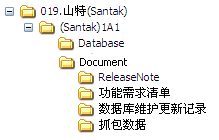 019.山特(Santak)
(Santak)1A1
Database
Document
ReleaseNote
功能需求清单
数据库维护更新记录
抓包数据